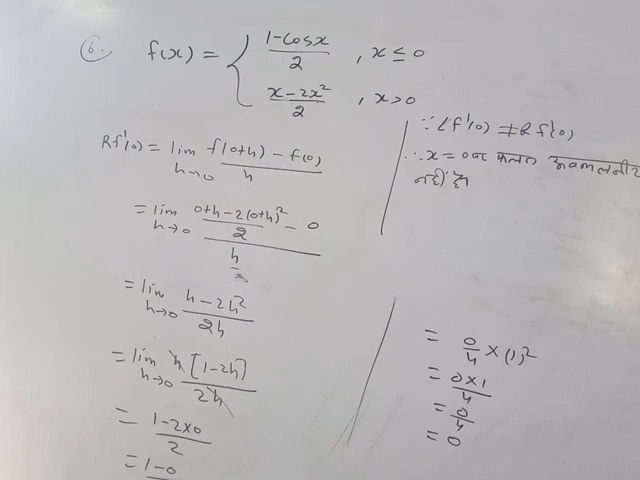 6. f(x) = { 1-cosx / 2 , x ≤ 0
x-2x² / 2 , x>0
Rf'(0) = lim h→0 f(0+h) - f(0) / h
= lim h→0 (0+h-2(0+h)² / 2 - 0) / h
= lim h→0 h-2h² / 2h
= lim h→0 h[1-2h] / 2h
= 1-2×0 / 2
= 1-0
∵ Lf'(0) ≠ Rf'(0)
∴ x=0 पर फलन अवकलनीय
नहीं है।
= 0/4 × (1)²
= 0×1 / 4
= 0/4
= 0